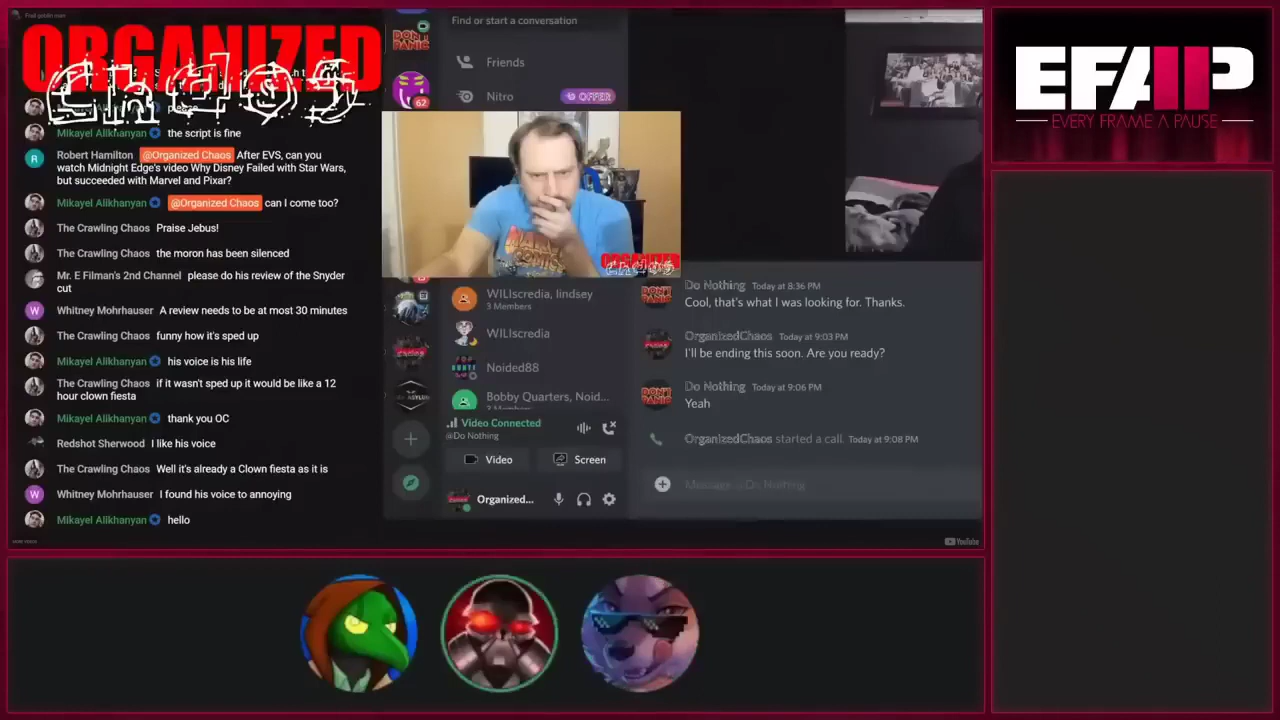 ORGANIZED
CHAOS
Mikayel Alikhanyan the script is fine
Robert Hamilton @Organized Chaos After EVS, can you
watch Midnight Edge's video Why Disney Failed with Star Wars,
but succeeded with Marvel and Pixar?
Mikayel Alikhanyan @Organized Chaos can I come too?
The Crawling Chaos Praise Jebus!
The Crawling Chaos the moron has been silenced
Mr. E Filman's 2nd Channel please do his review of the Snyder
cut
Whitney Mohrhauser A review needs to be at most 30 minutes
The Crawling Chaos funny how it's sped up
Mikayel Alikhanyan his voice is his life
The Crawling Chaos if it wasn't sped up it would be like a 12
hour clown fiesta
Mikayel Alikhanyan thank you OC
Redshot Sherwood I like his voice
The Crawling Chaos Well it's already a Clown fiesta as it is
Whitney Mohrhauser I found his voice to annoying
Mikayel Alikhanyan hello
DON'T
PANIC
62
Find or start a conversation
Friends
Nitro OFFER
ORGANIZED
CHAOS
WILIscredia, lindsey
3 Members
WILIscredia
Noided88
Bobby Quarters, Noid...
Video Connected
@Do Nothing
Video Screen
Organized...
Do Nothing Today at 8:36 PM
Cool, that's what I was looking for. Thanks.
OrganizedChaos Today at 9:03 PM
I'll be ending this soon. Are you ready?
Do Nothing Today at 9:06 PM
Yeah
OrganizedChaos started a call. Today at 9:08 PM
Message @Do Nothing
YouTube
EFAP
EVERY FRAME A PAUSE